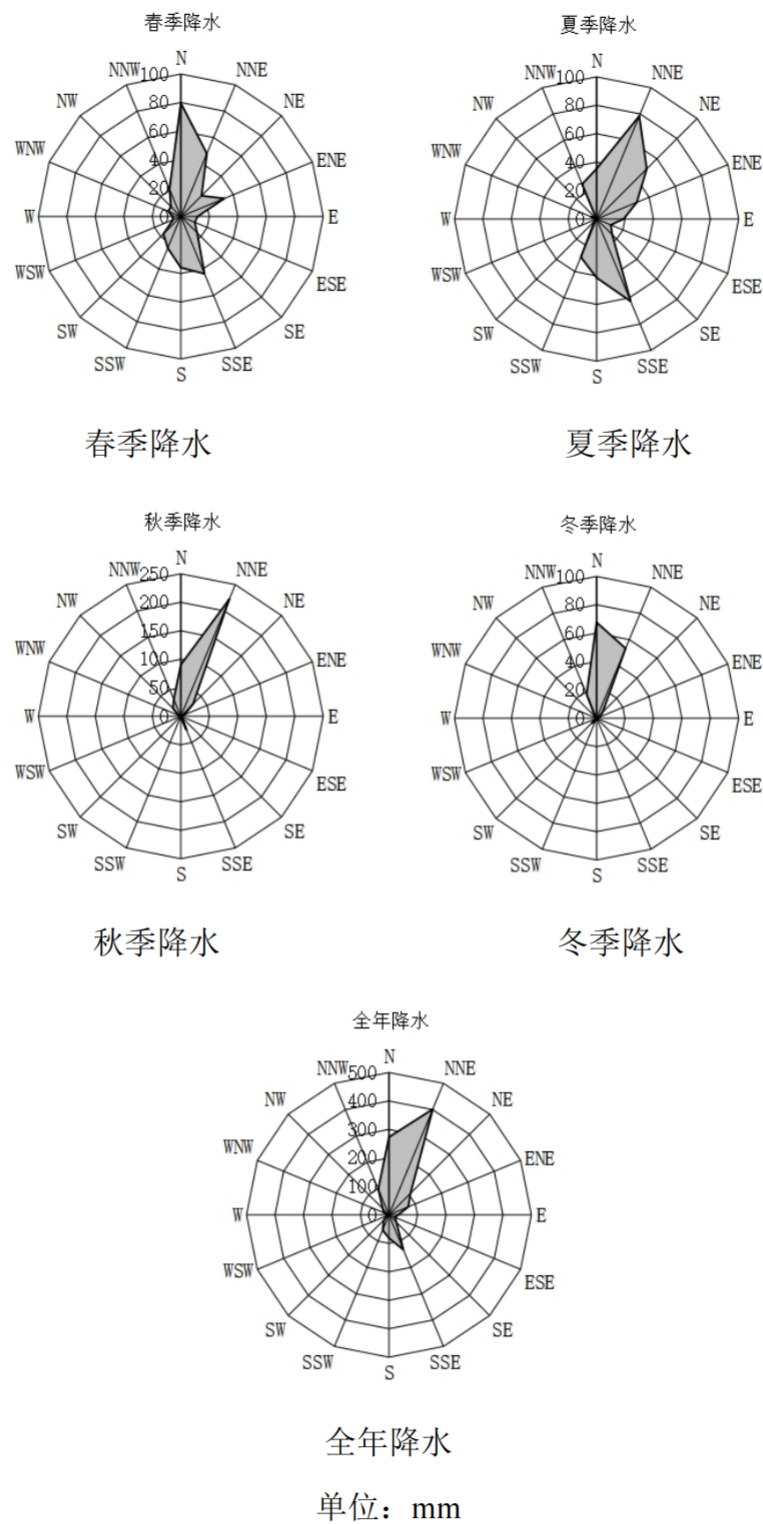 春季降水
N
NNE
NE
ENE
E
ESE
SE
SSE
S
SSW
SW
WSW
W
WNW
NW
NNW
100
80
60
40
20
0
春季降水
夏季降水
N
NNE
NE
ENE
E
ESE
SE
SSE
S
SSW
SW
WSW
W
WNW
NW
NNW
100
80
60
40
20
0
夏季降水
秋季降水
N
NNE
NE
ENE
E
ESE
SE
SSE
S
SSW
SW
WSW
W
WNW
NW
NNW
250
200
150
100
50
0
秋季降水
冬季降水
N
NNE
NE
ENE
E
ESE
SE
SSE
S
SSW
SW
WSW
W
WNW
NW
NNW
100
80
60
40
20
0
冬季降水
全年降水
N
NNE
NE
ENE
E
ESE
SE
SSE
S
SSW
SW
WSW
W
WNW
NW
NNW
500
400
300
200
100
0
全年降水
单位：mm